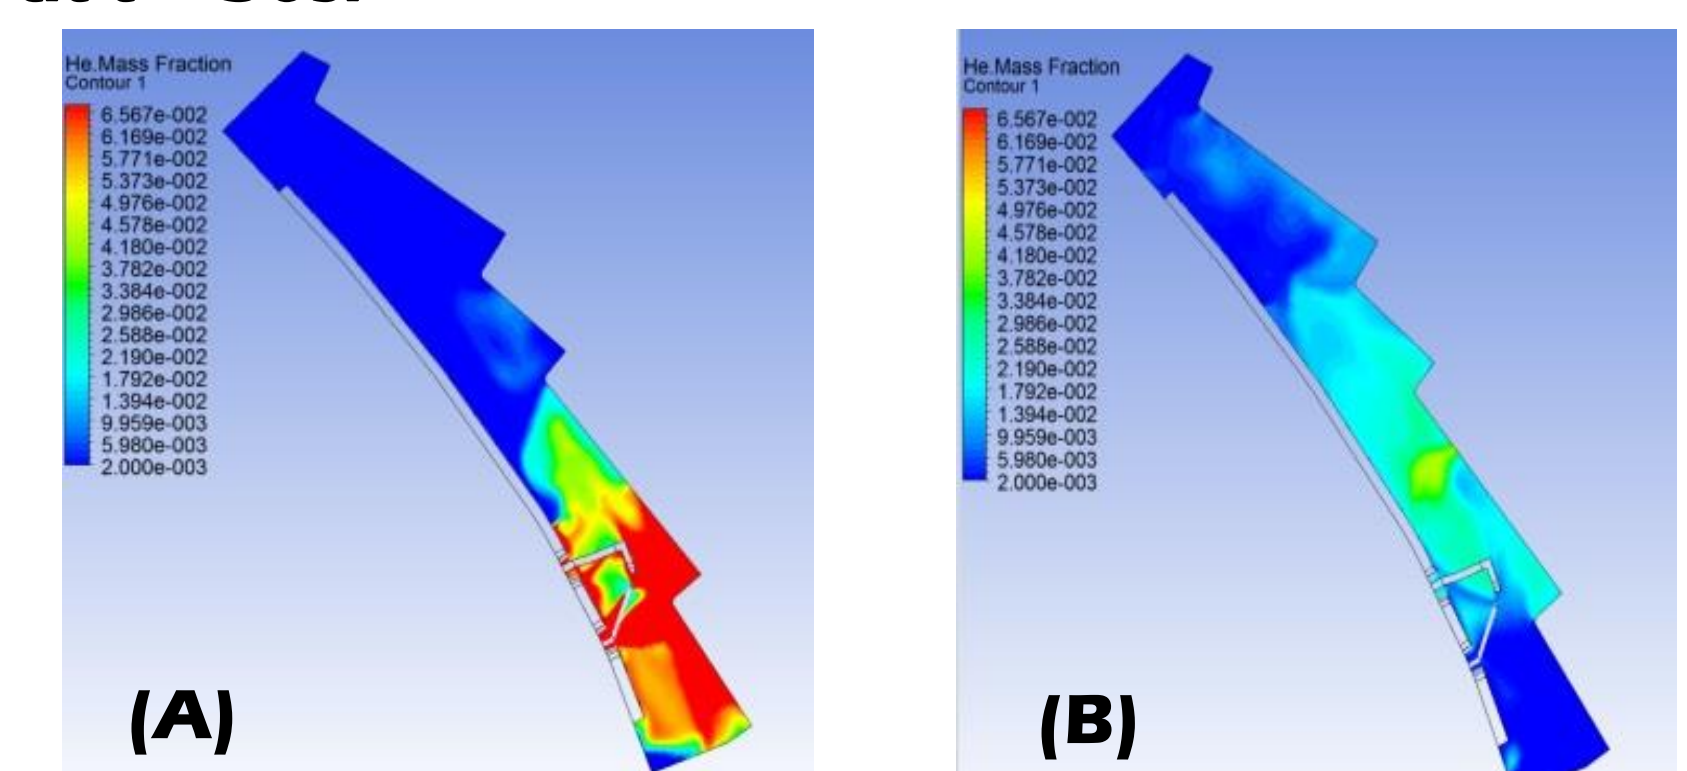 He.Mass Fraction
Contour 1
6.567e-002
6.169e-002
5.771e-002
5.373e-002
4.976e-002
4.578e-002
4.180e-002
3.782e-002
3.384e-002
2.986e-002
2.588e-002
2.190e-002
1.792e-002
1.394e-002
9.959e-003
5.980e-003
2.000e-003
(A)
He.Mass Fraction
Contour 1
6.567e-002
6.169e-002
5.771e-002
5.373e-002
4.976e-002
4.578e-002
4.180e-002
3.782e-002
3.384e-002
2.986e-002
2.588e-002
2.190e-002
1.792e-002
1.394e-002
9.959e-003
5.980e-003
2.000e-003
(B)